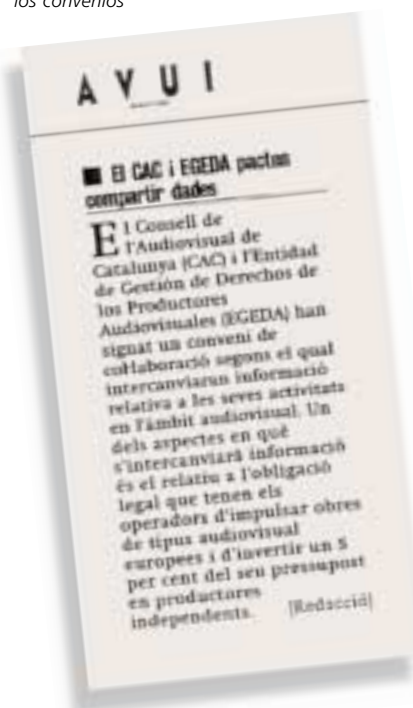 los convenios
AVUI
El CAC i EGEDA pacten
compartir dades
El Consell de
l'Audiovisual de
Catalunya (CAC) i l'Entidad
de Gestión de Derechos de
los Productores
Audiovisuales (EGEDA) han
signat un conveni de
col·laboració segons el qual
intercanviaran informació
relativa a les seves activitats
en l'àmbit audiovisual. Un
dels aspectes en què
s'intercanviarà informació
és el relatiu a l'obligació
legal que tenen els
operadors d'impulsar obres
de tipus audiovisual
europees i d'invertir un 5
per cent del seu pressupost
en productores
independents. |Redacció|